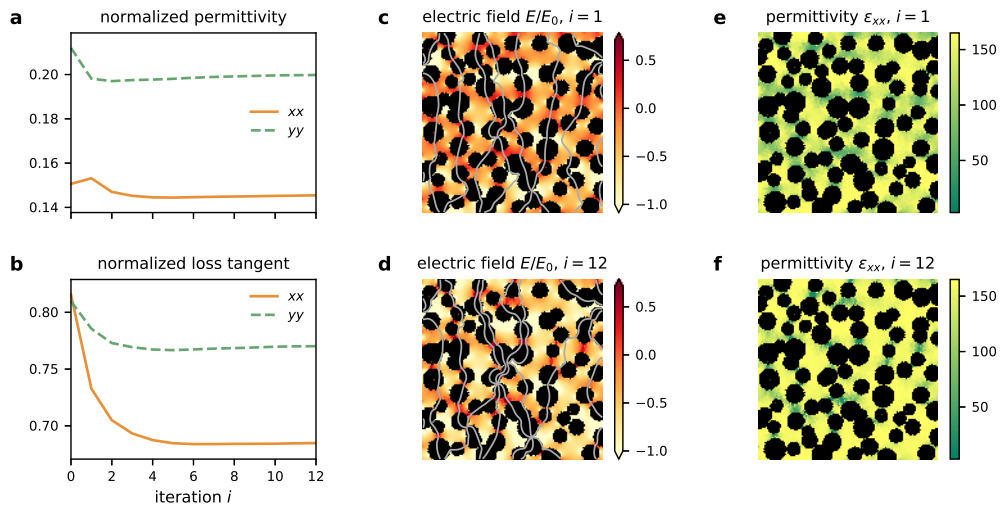 a
normalized permittivity
0.20
0.18
0.16
0.14
xx
yy
b
normalized loss tangent
0.80
0.75
0.70
xx
yy
0 2 4 6 8 10 12
iteration i
c
electric field E/E₀, i = 1
0.5
0.0
−0.5
−1.0
d
electric field E/E₀, i = 12
0.5
0.0
−0.5
−1.0
e
permittivity εₓₓ, i = 1
150
100
50
f
permittivity εₓₓ, i = 12
150
100
50